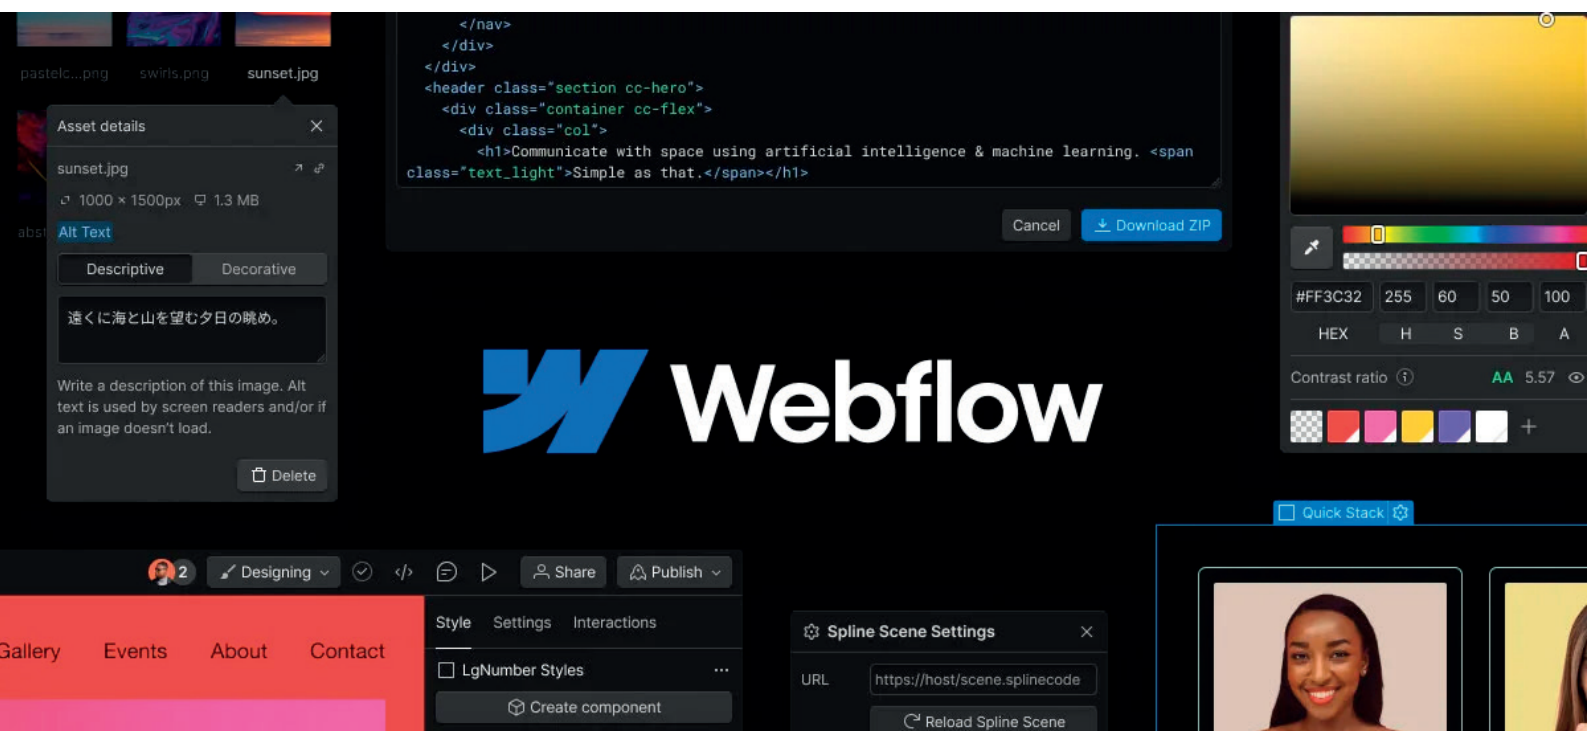 pastelc...png
swirls.png
sunset.jpg
Asset details
sunset.jpg
1000 × 1500px
1.3 MB
Alt Text
Descriptive
Decorative
遠くに海と山を望む夕日の眺め。
Write a description of this image. Alt
text is used by screen readers and/or if
an image doesn't load.
Delete
</nav>
</div>
</div>
<header class="section cc-hero">
<div class="container cc-flex">
<div class="col">
<h1>Communicate with space using artificial intelligence & machine learning. <span
class="text_light">Simple as that.</span></h1>
Cancel
Download ZIP
#FF3C32
255
60
50
100
HEX
H
S
B
A
Contrast ratio
AA
5.57
Webflow
Quick Stack
2
Designing
</>
Share
Publish
Gallery
Events
About
Contact
Style
Settings
Interactions
LgNumber Styles
Create component
Spline Scene Settings
URL
https://host/scene.splinecode
Reload Spline Scene